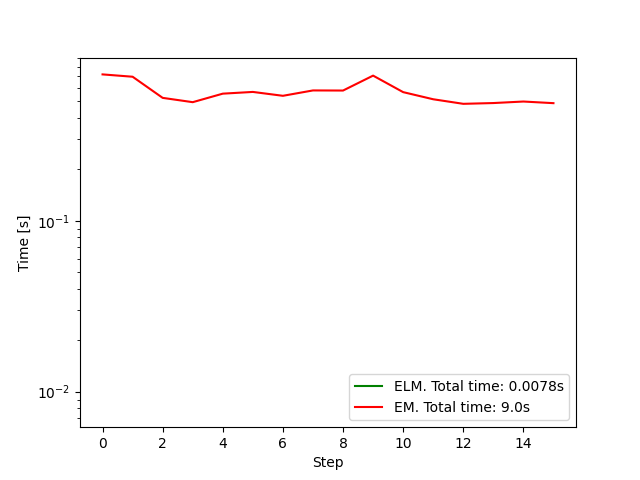 Time [s]
10⁻¹
10⁻²
0 2 4 6 8 10 12 14
Step
ELM. Total time: 0.0078s
EM. Total time: 9.0s